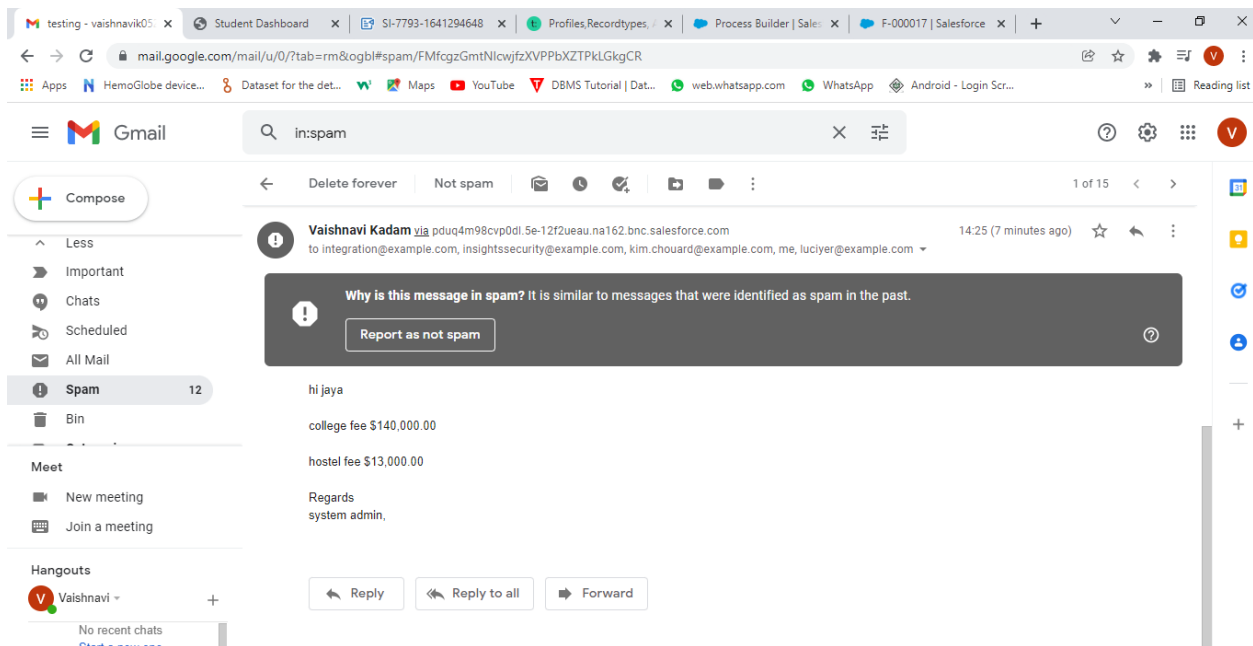 testing - vaishnavik05
Student Dashboard
SI-7793-1641294648
Profiles,Recordtypes,
Process Builder | Sales
F-000017 | Salesforce
mail.google.com/mail/u/0/?tab=rm&ogbl#spam/FMfcgzGmtNlcwjfzXVPPbXZTPkLGkgCR
V
Apps
HemoGlobe device...
Dataset for the det...
Maps
YouTube
DBMS Tutorial | Dat...
web.whatsapp.com
WhatsApp
Android - Login Scr...
»
Reading list
Gmail
in:spam
V
Compose
Delete forever
Not spam
1 of 15
31
Less
Important
Chats
Scheduled
All Mail
Spam 12
Bin
Vaishnavi Kadam via pduq4m98cvp0dl.5e-12f2ueau.na162.bnc.salesforce.com
14:25 (7 minutes ago)
to integration@example.com, insightssecurity@example.com, kim.chouard@example.com, me, luciyer@example.com
Why is this message in spam? It is similar to messages that were identified as spam in the past.
Report as not spam
hi jaya
college fee $140,000.00
hostel fee $13,000.00
Regards
system admin,
Reply
Reply to all
Forward
Meet
New meeting
Join a meeting
Hangouts
V
Vaishnavi
No recent chats